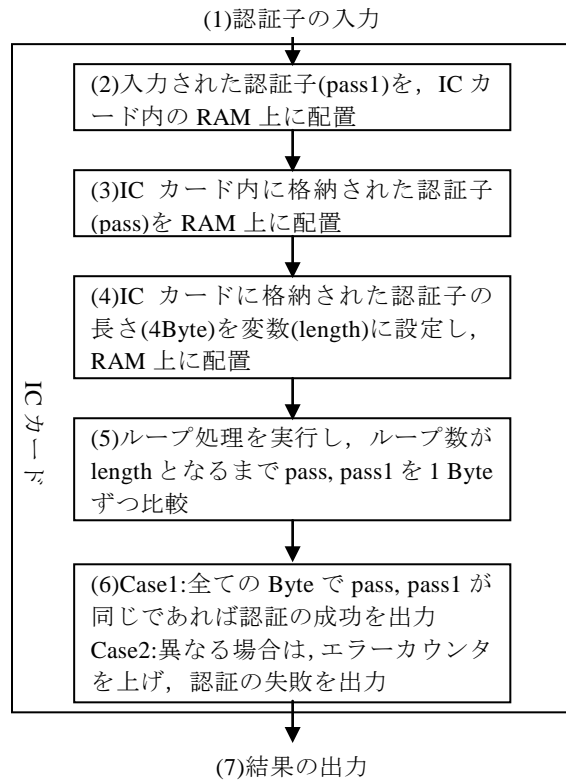 (1)認証子の入力
(2)入力された認証子(pass1)を，IC カ
ード内の RAM 上に配置
(3)IC カード内に格納された認証子
(pass)を RAM 上に配置
(4)IC カードに格納された認証子の
長さ(4Byte)を変数(length)に設定し，
RAM 上に配置
IC カード
(5)ループ処理を実行し，ループ数が
length となるまで pass, pass1 を 1 Byte
ずつ比較
(6)Case1:全ての Byte で pass, pass1 が
同じであれば認証の成功を出力
Case2:異なる場合は，エラーカウンタ
を上げ，認証の失敗を出力
(7)結果の出力